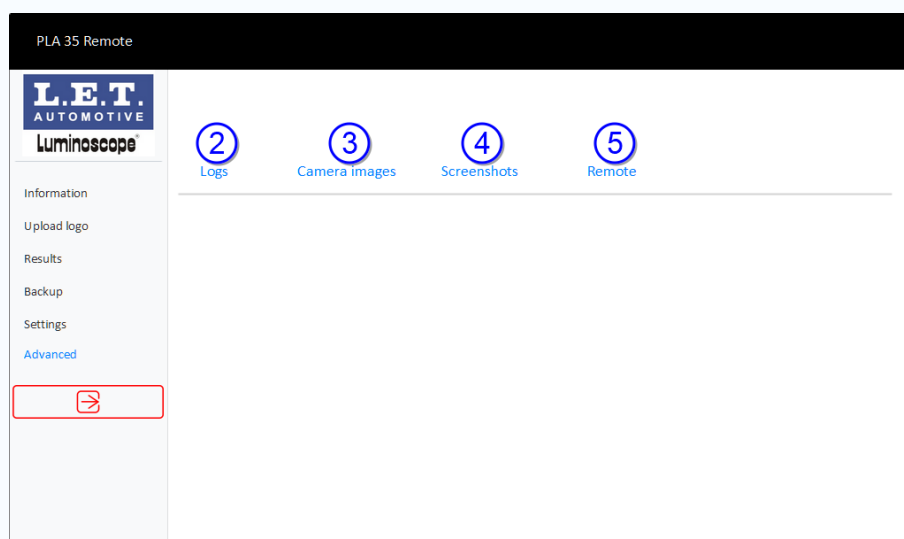 PLA 35 Remote
L.E.T.
AUTOMOTIVE
Luminoscope®
Information
Upload logo
Results
Backup
Settings
Advanced
2 3 4 5
Logs Camera images Screenshots Remote